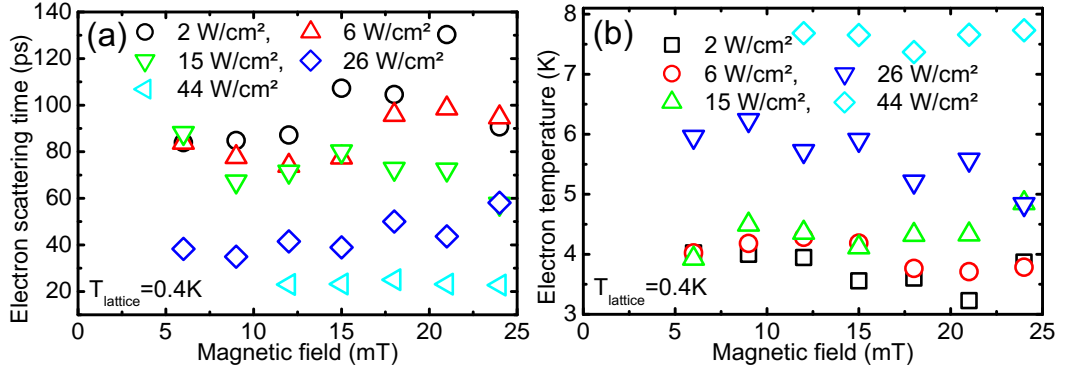 (a)
2 W/cm², 6 W/cm²
15 W/cm², 26 W/cm²
44 W/cm²
T_lattice=0.4K
Electron scattering time (ps)
140
120
100
80
60
40
20
0 5 10 15 20 25
Magnetic field (mT)
(b)
2 W/cm²
6 W/cm², 26 W/cm²
15 W/cm², 44 W/cm²
T_lattice=0.4K
Electron temperature (K)
8
7
6
5
4
3
0 5 10 15 20 25
Magnetic field (mT)